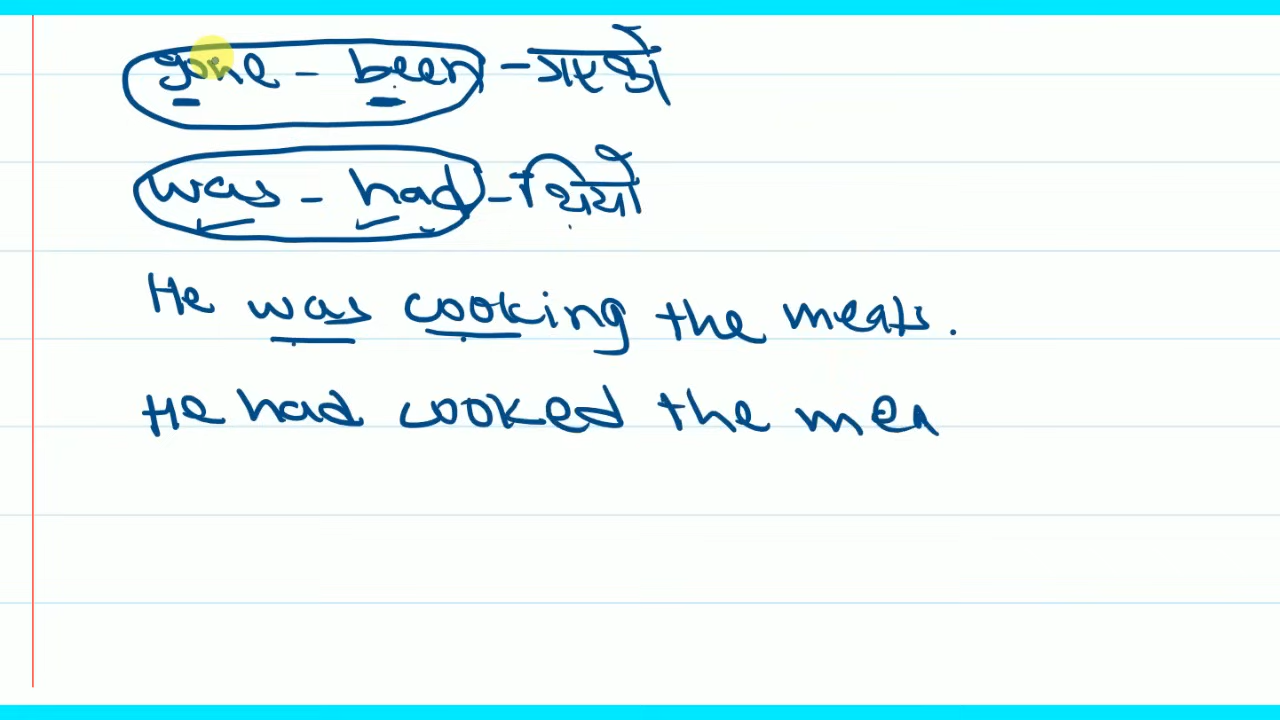 gone - been - गएको
was - had - थियो
He was cooking the meats.
He had cooked the mea